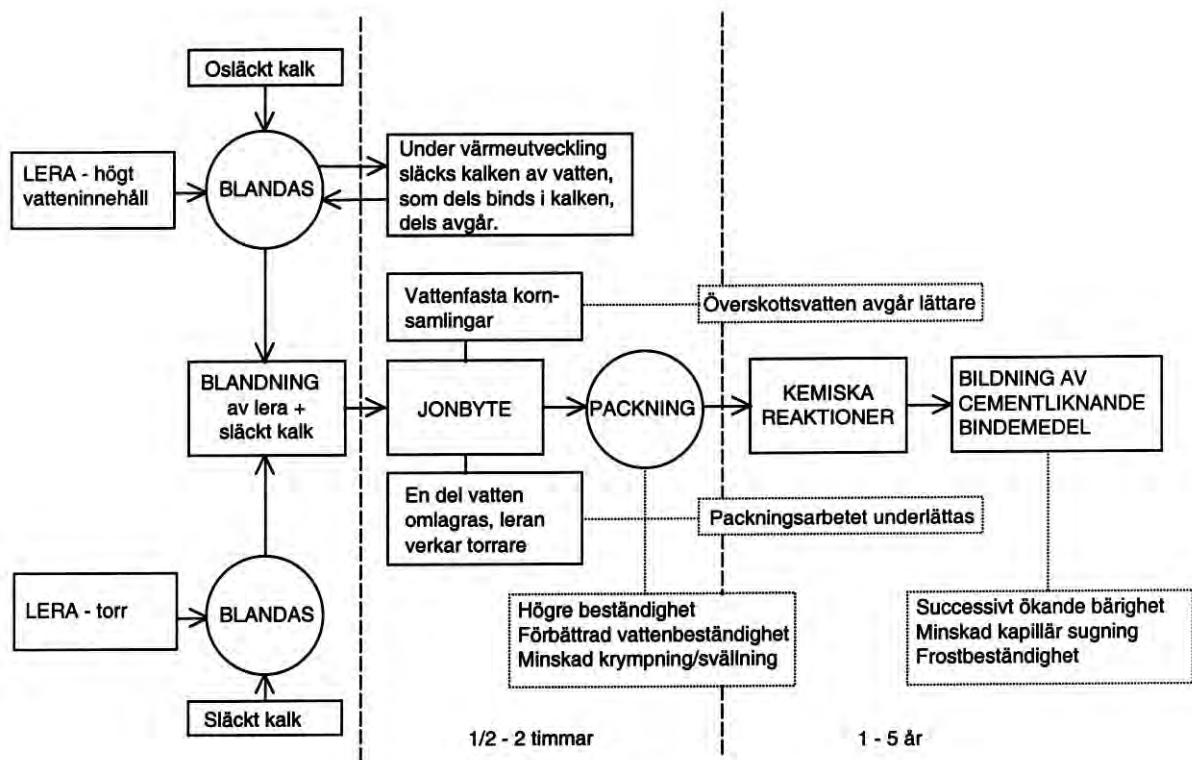 Osläckt kalk
LERA - högt
vatteninnehåll
BLANDAS
Under värmeutveckling
släcks kalken av vatten,
som dels binds i kalken,
dels avgår.
Vattenfasta korn-
samlingar
Överskottsvatten avgår lättare
BLANDNING
av lera +
släckt kalk
JONBYTE
PACKNING
KEMISKA
REAKTIONER
BILDNING AV
CEMENTLIKNANDE
BINDEMEDEL
En del vatten
omlagras, leran
verkar torrare
Packningsarbetet underlättas
LERA - torr
BLANDAS
Släckt kalk
Högre beständighet
Förbättrad vattenbeständighet
Minskad krympning/svällning
Successivt ökande bärighet
Minskad kapillär sugning
Frostbeständighet
1/2 - 2 timmar
1 - 5 år